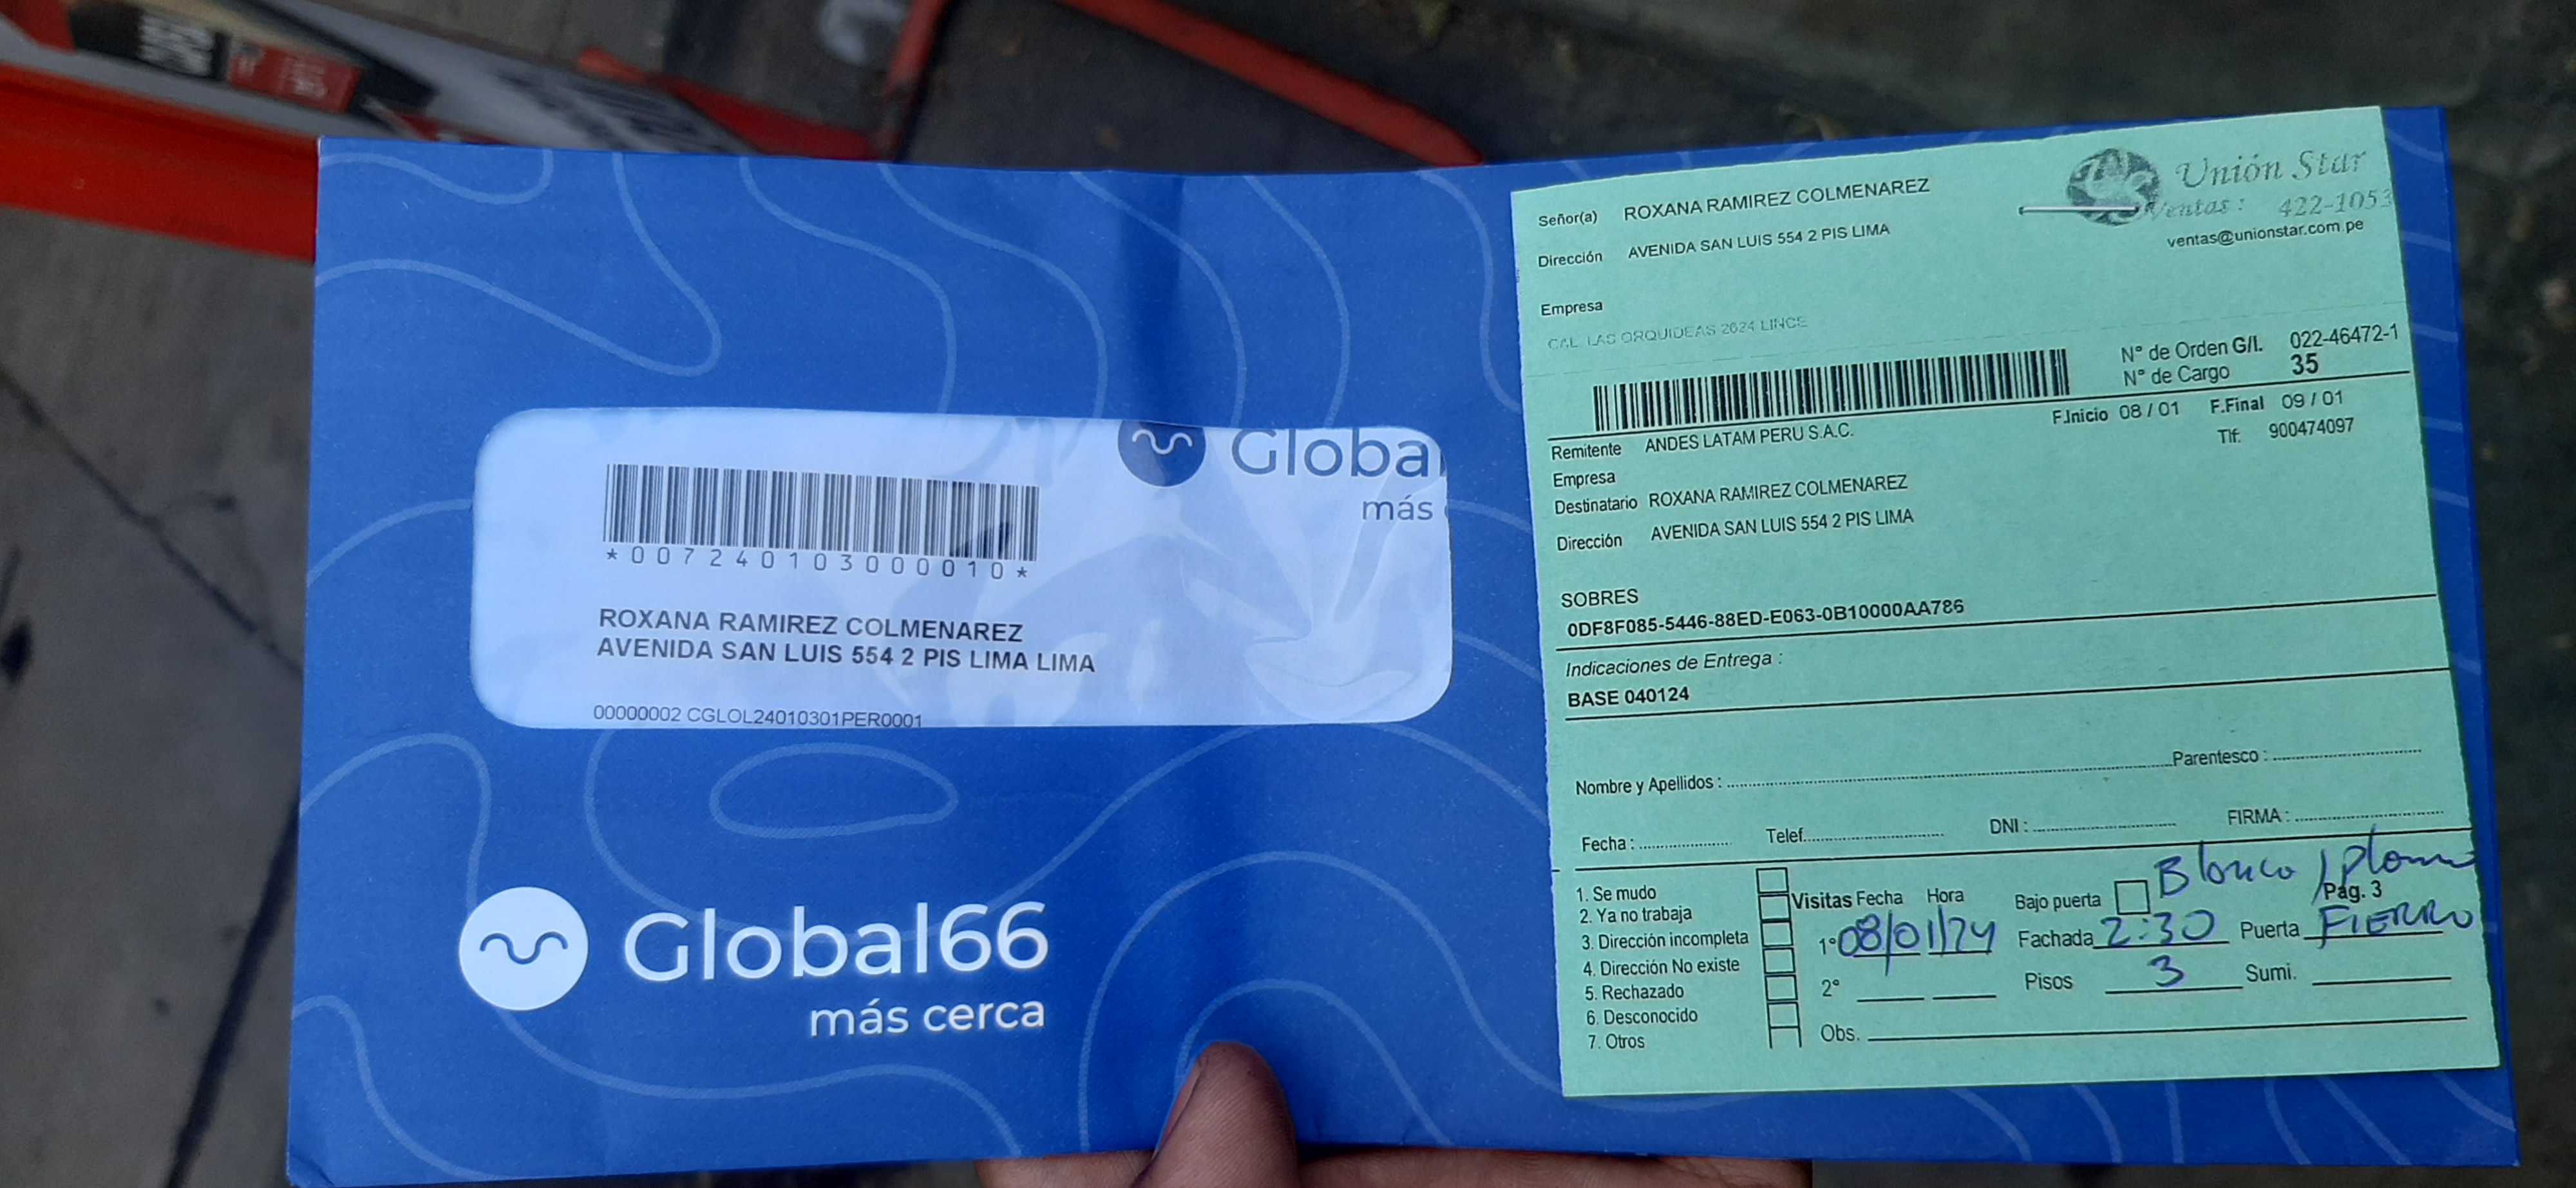 Globa
más
*007240103000010*
ROXANA RAMIREZ COLMENAREZ
AVENIDA SAN LUIS 554 2 PIS LIMA LIMA
00000002 CGLOL24010301PER0001
Global66
más cerca
Unión Star
Ventas: 422-1053
ventas@unionstar.com.pe
Señor(a) ROXANA RAMIREZ COLMENAREZ
Dirección AVENIDA SAN LUIS 554 2 PIS LIMA
Empresa
CAL. LAS ORQUIDEAS 2624 LINCE
N° de Orden G/I. 022-46472-1
N° de Cargo 35
F.Inicio 08 / 01 F.Final 09 / 01
Remitente ANDES LATAM PERU S.A.C. Tlf. 900474097
Empresa
Destinatario ROXANA RAMIREZ COLMENAREZ
Dirección AVENIDA SAN LUIS 554 2 PIS LIMA
SOBRES
0DF8F085-5446-88ED-E063-0B10000AA786
Indicaciones de Entrega :
BASE 040124
Nombre y Apellidos : Parentesco :
Fecha : Telef. DNI : FIRMA :
1. Se mudo
2. Ya no trabaja
3. Dirección incompleta
4. Dirección No existe
5. Rechazado
6. Desconocido
7. Otros
Visitas Fecha Hora Bajo puerta Blanco /
Pág. 3
1° 08/01/24 Fachada 2:30 Puerta FIERRO
2° Pisos 3 Sumi.
Obs.